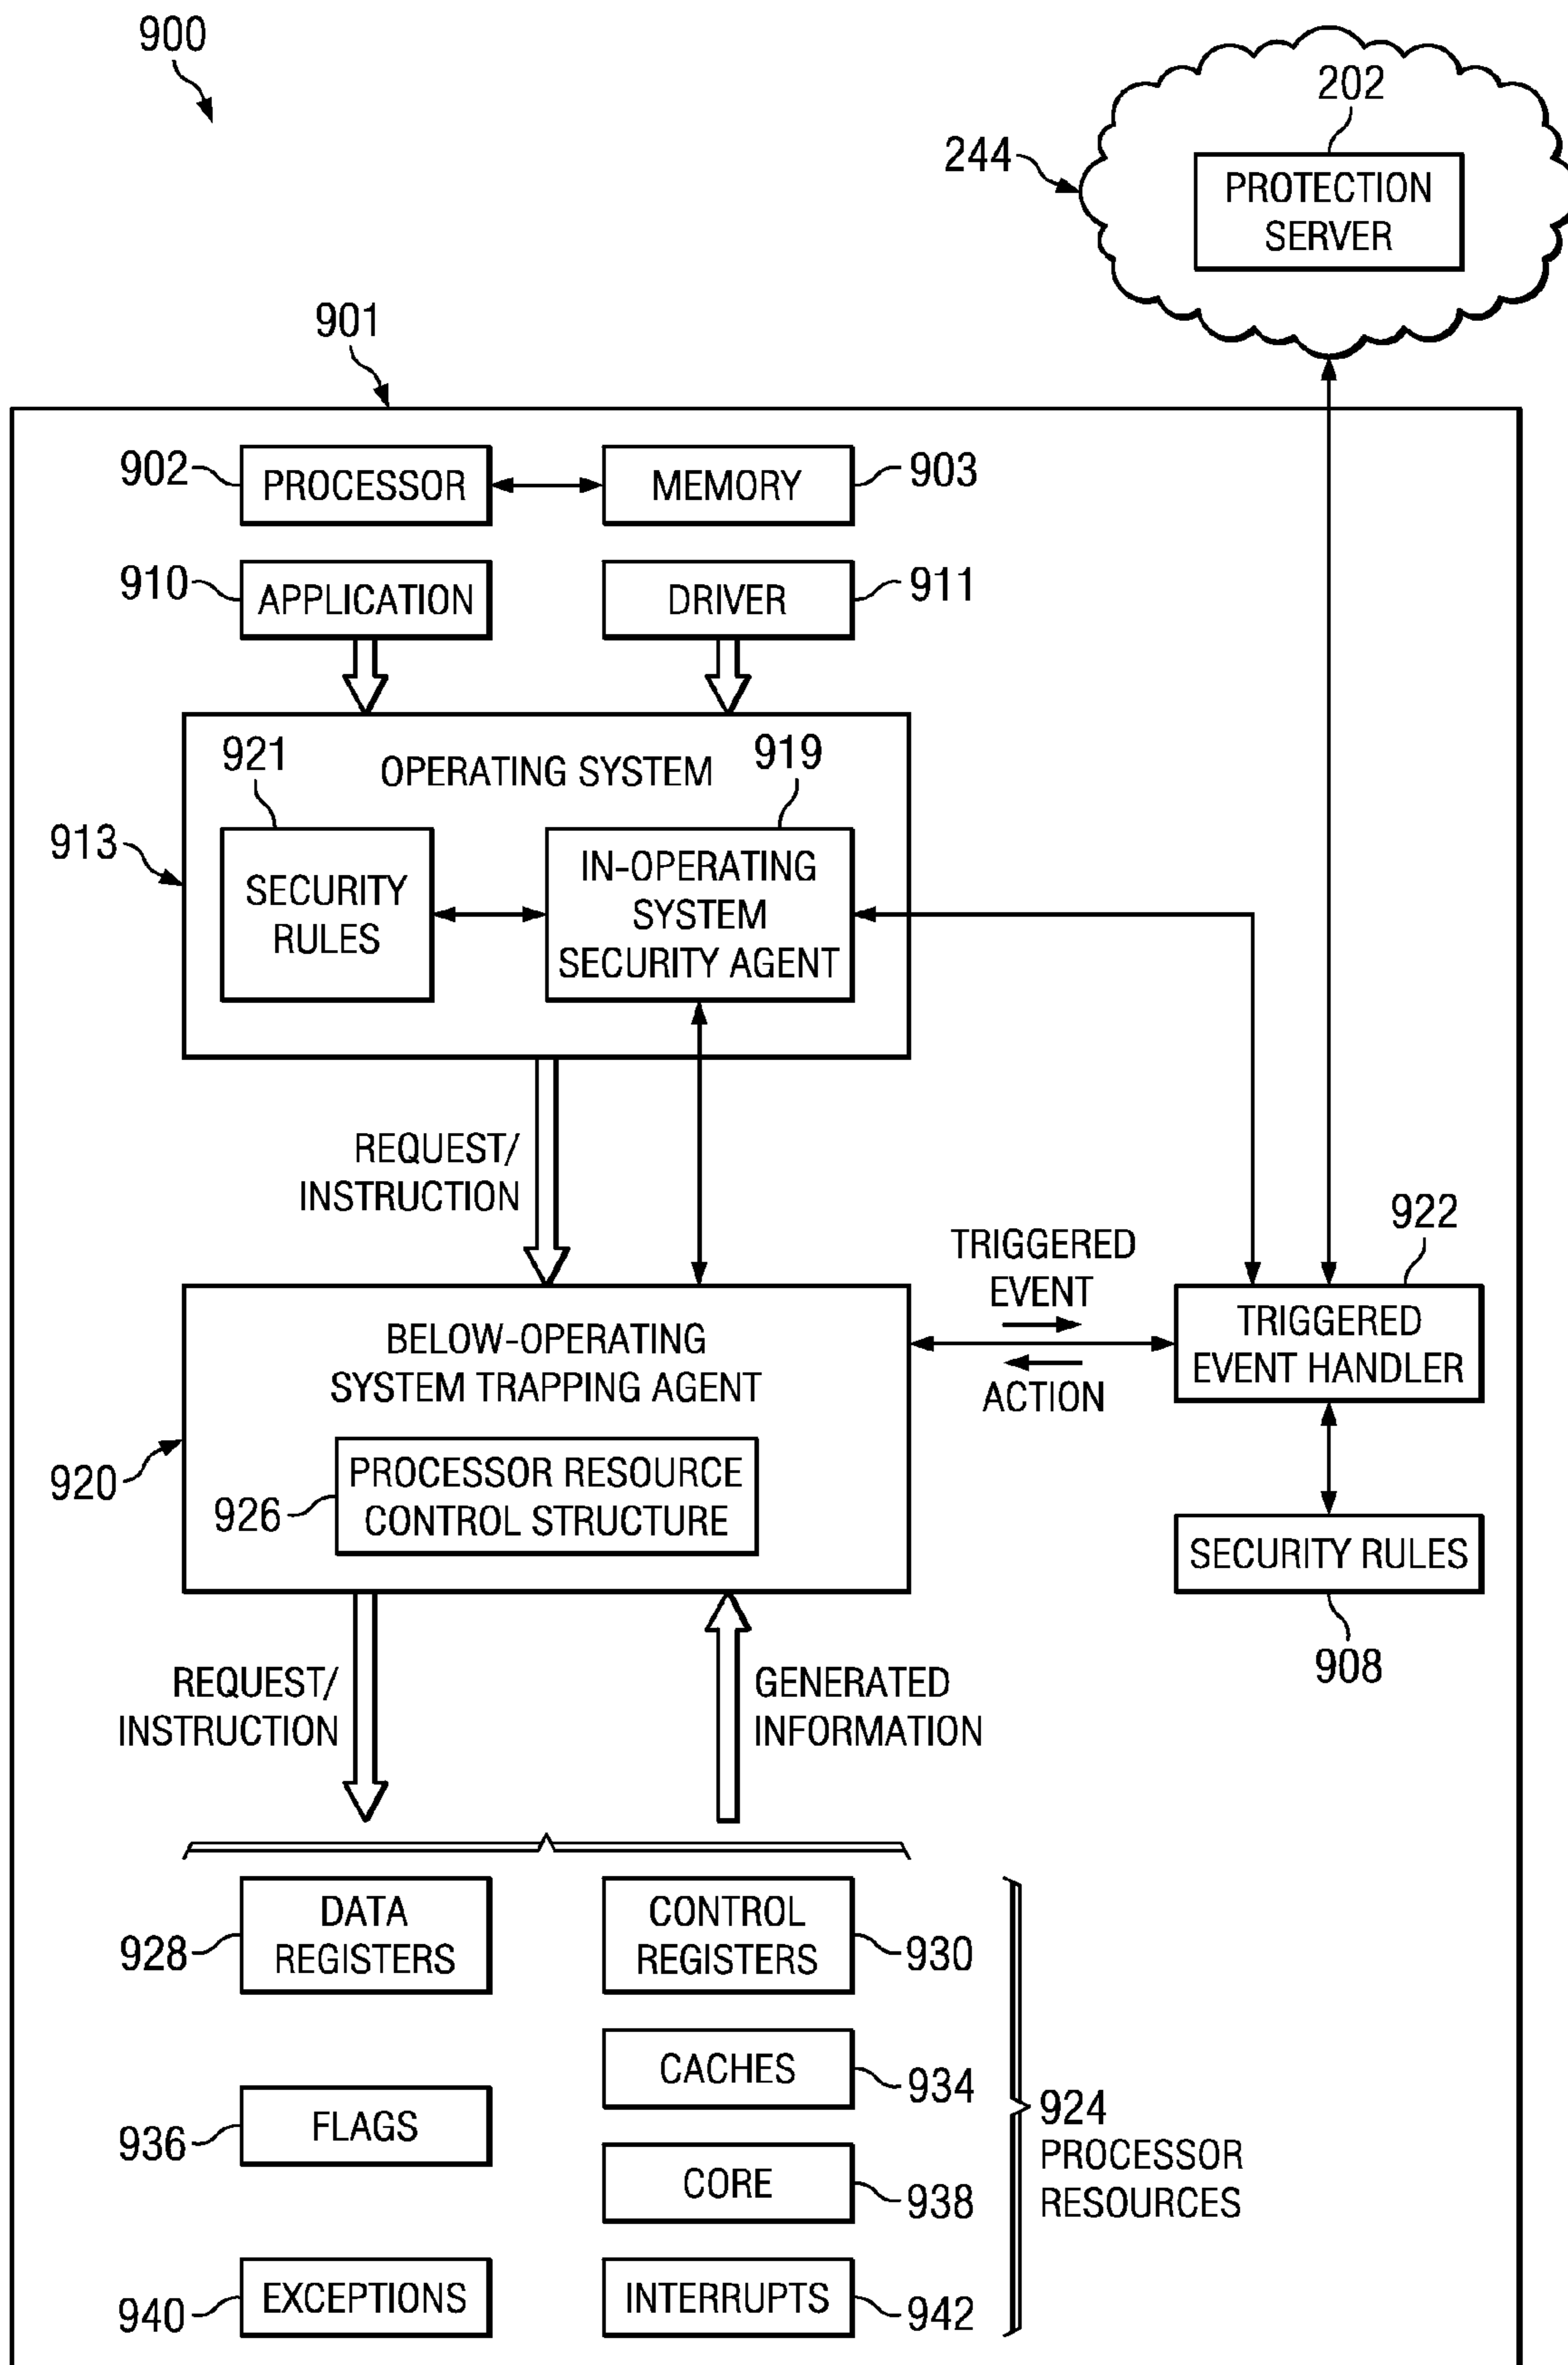 900
202
244
PROTECTION
SERVER
901
902
PROCESSOR
MEMORY
903
910
APPLICATION
DRIVER
911
921
OPERATING SYSTEM
919
913
SECURITY
RULES
IN-OPERATING
SYSTEM
SECURITY AGENT
REQUEST/
INSTRUCTION
TRIGGERED
EVENT
ACTION
922
TRIGGERED
EVENT HANDLER
BELOW-OPERATING
SYSTEM TRAPPING AGENT
920
926
PROCESSOR RESOURCE
CONTROL STRUCTURE
SECURITY RULES
908
REQUEST/
INSTRUCTION
GENERATED
INFORMATION
928
DATA
REGISTERS
CONTROL
REGISTERS
930
CACHES
934
936
FLAGS
924
PROCESSOR
RESOURCES
CORE
938
940
EXCEPTIONS
INTERRUPTS
942